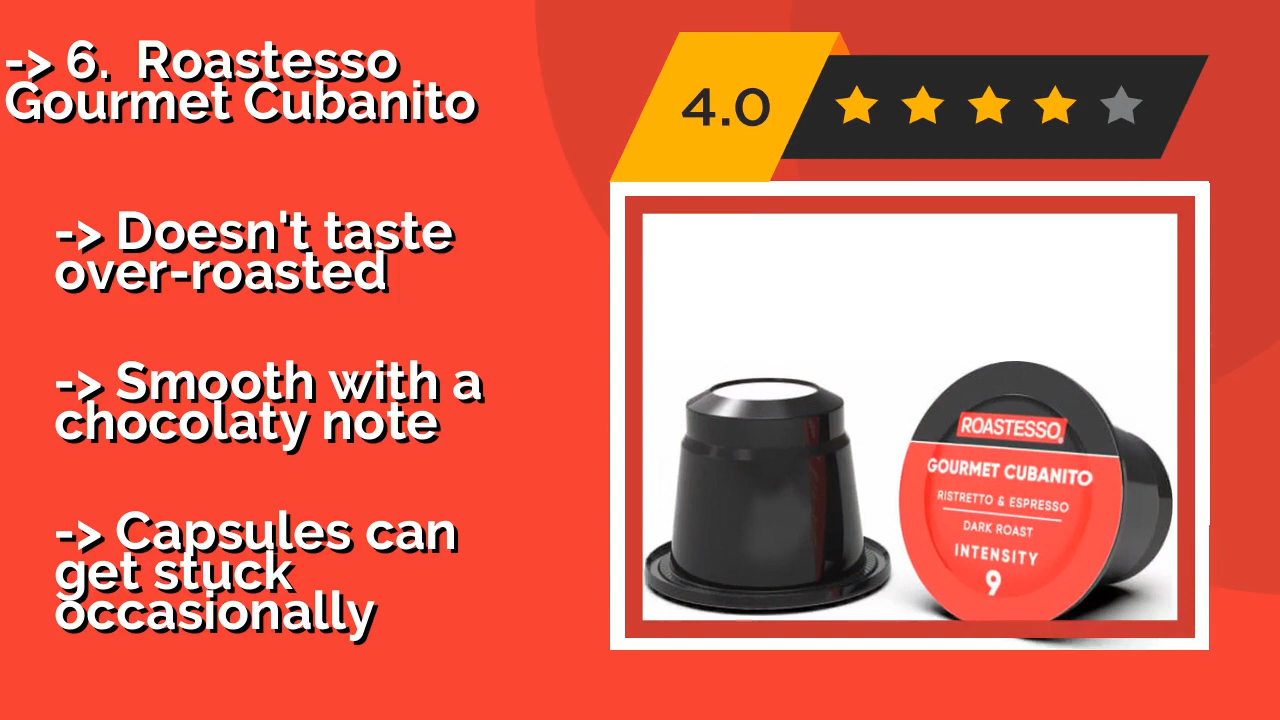 -> 6.  Roastesso
Gourmet Cubanito
-> Doesn't taste
over-roasted
-> Smooth with a
chocolaty note
-> Capsules can
get stuck
occasionally
4.0
ROASTESSO®
GOURMET CUBANITO
RISTRETTO & ESPRESSO
DARK ROAST
INTENSITY
9